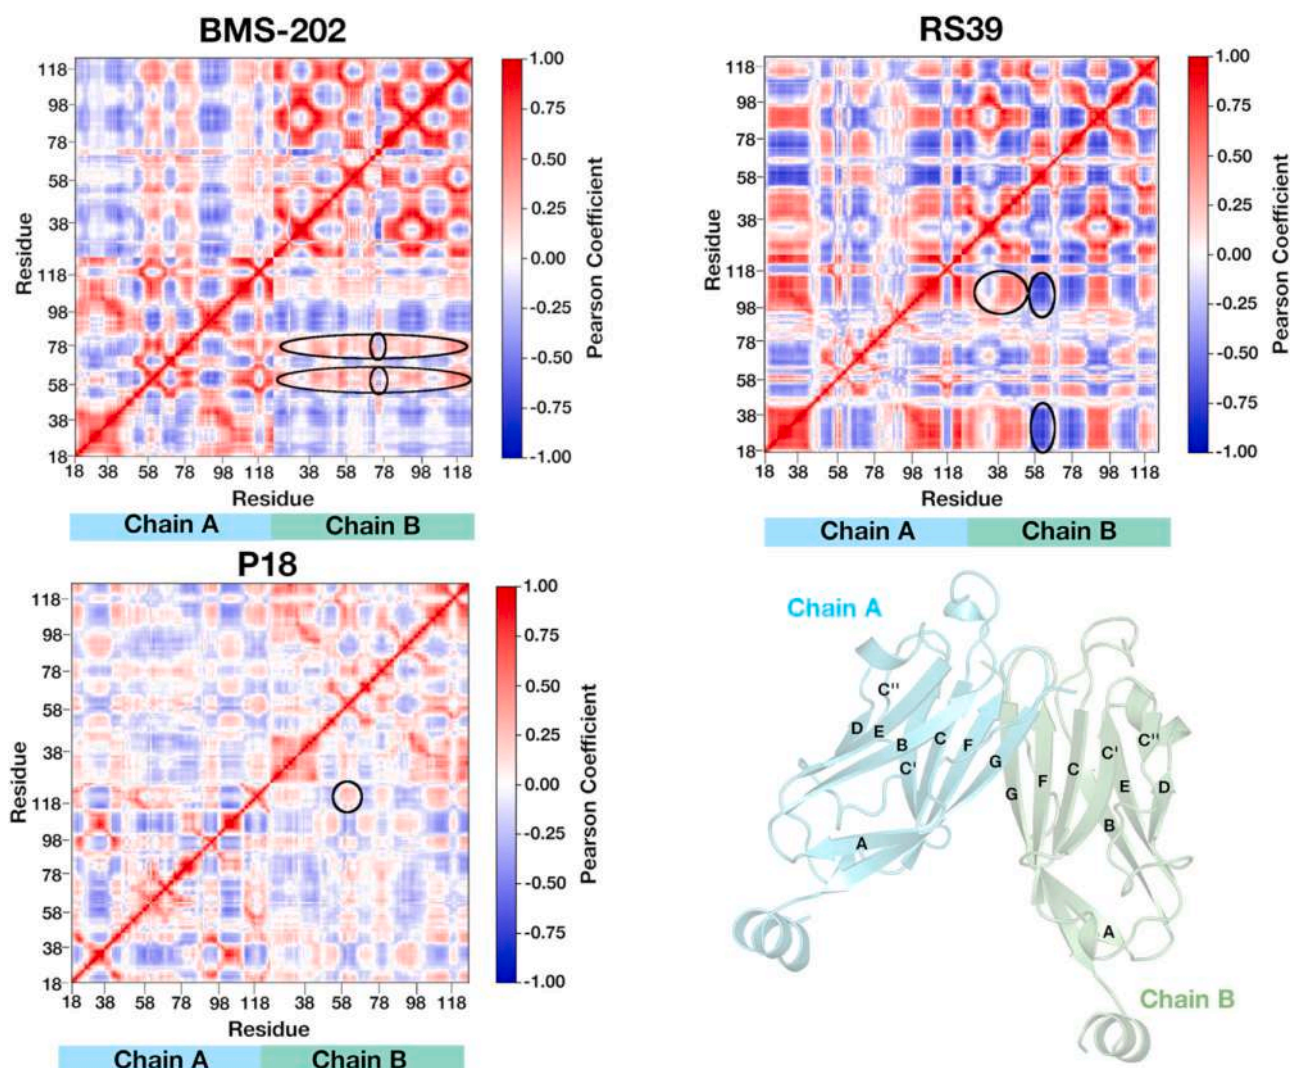 BMS-202
118
98
78
58
38
118
98
78
58
38
18
Residue
18 38 58 78 98 118 38 58 78 98 118
Residue
1.00
0.75
0.50
0.25
0.00
-0.25
-0.50
-0.75
-1.00
Pearson Coefficient
Chain A Chain B
RS39
118
98
78
58
38
118
98
78
58
38
18
Residue
18 38 58 78 98 118 38 58 78 98 118
Residue
1.00
0.75
0.50
0.25
0.00
-0.25
-0.50
-0.75
-1.00
Pearson Coefficient
Chain A Chain B
P18
118
98
78
58
38
118
98
78
58
38
18
Residue
18 38 58 78 98 118 38 58 78 98 118
Residue
1.00
0.75
0.50
0.25
0.00
-0.25
-0.50
-0.75
-1.00
Pearson Coefficient
Chain A Chain B
Chain A
C''
D E B C F G
C'
A
G F C C' C''
E D
B
A
Chain B